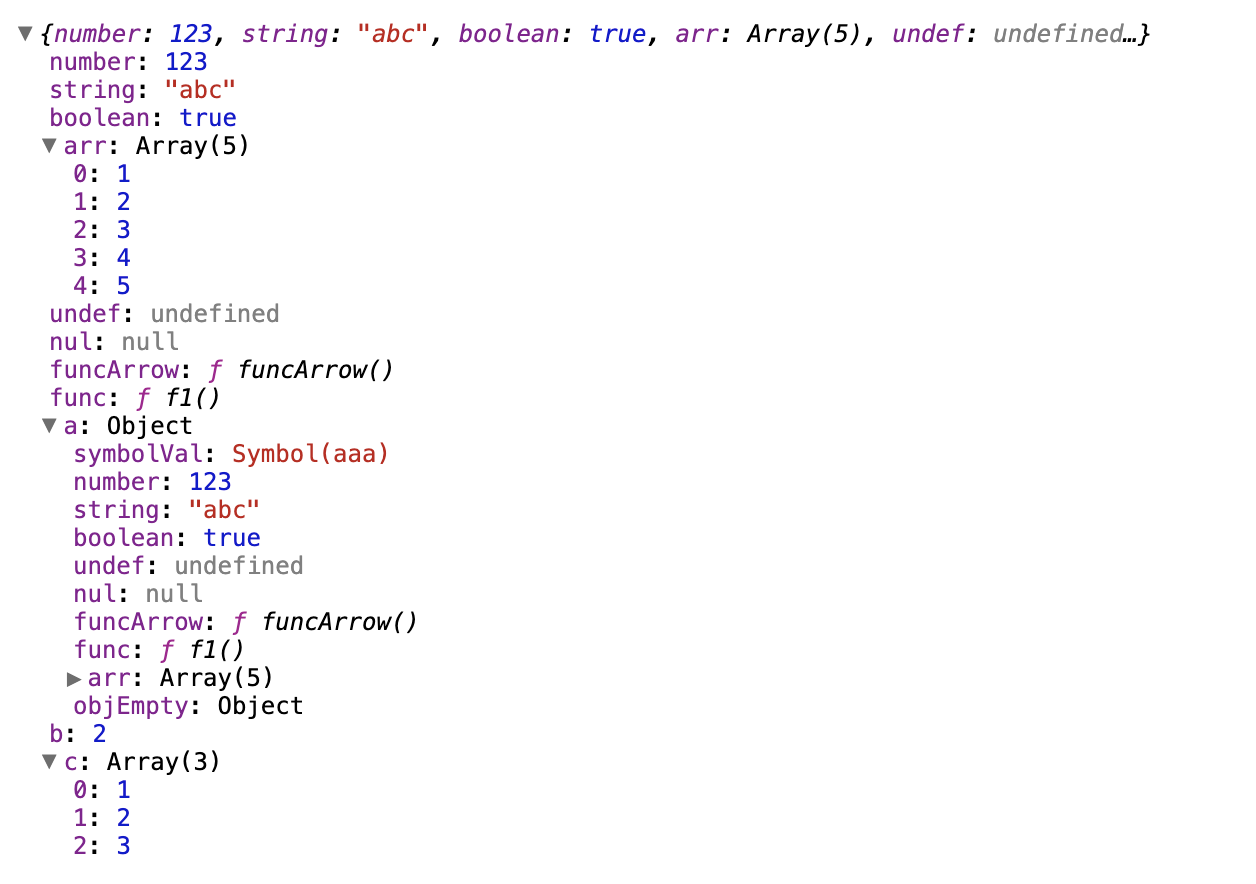 ▼ {number: 123, string: "abc", boolean: true, arr: Array(5), undef: undefined…}
number: 123
string: "abc"
boolean: true
▼ arr: Array(5)
0: 1
1: 2
2: 3
3: 4
4: 5
undef: undefined
nul: null
funcArrow: ƒ funcArrow()
func: ƒ f1()
▼ a: Object
symbolVal: Symbol(aaa)
number: 123
string: "abc"
boolean: true
undef: undefined
nul: null
funcArrow: ƒ funcArrow()
func: ƒ f1()
▶ arr: Array(5)
objEmpty: Object
b: 2
▼ c: Array(3)
0: 1
1: 2
2: 3